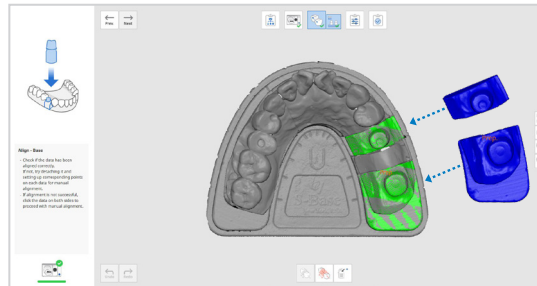 Prev
Next
Align - Base
- Check if the data has been
aligned correctly.
If not, try brushing it and
setting up corresponding points
on each data for manual
alignment.
If alignment is not successful,
click the data on both sides to
proceed with manual alignment.
Undo
Redo